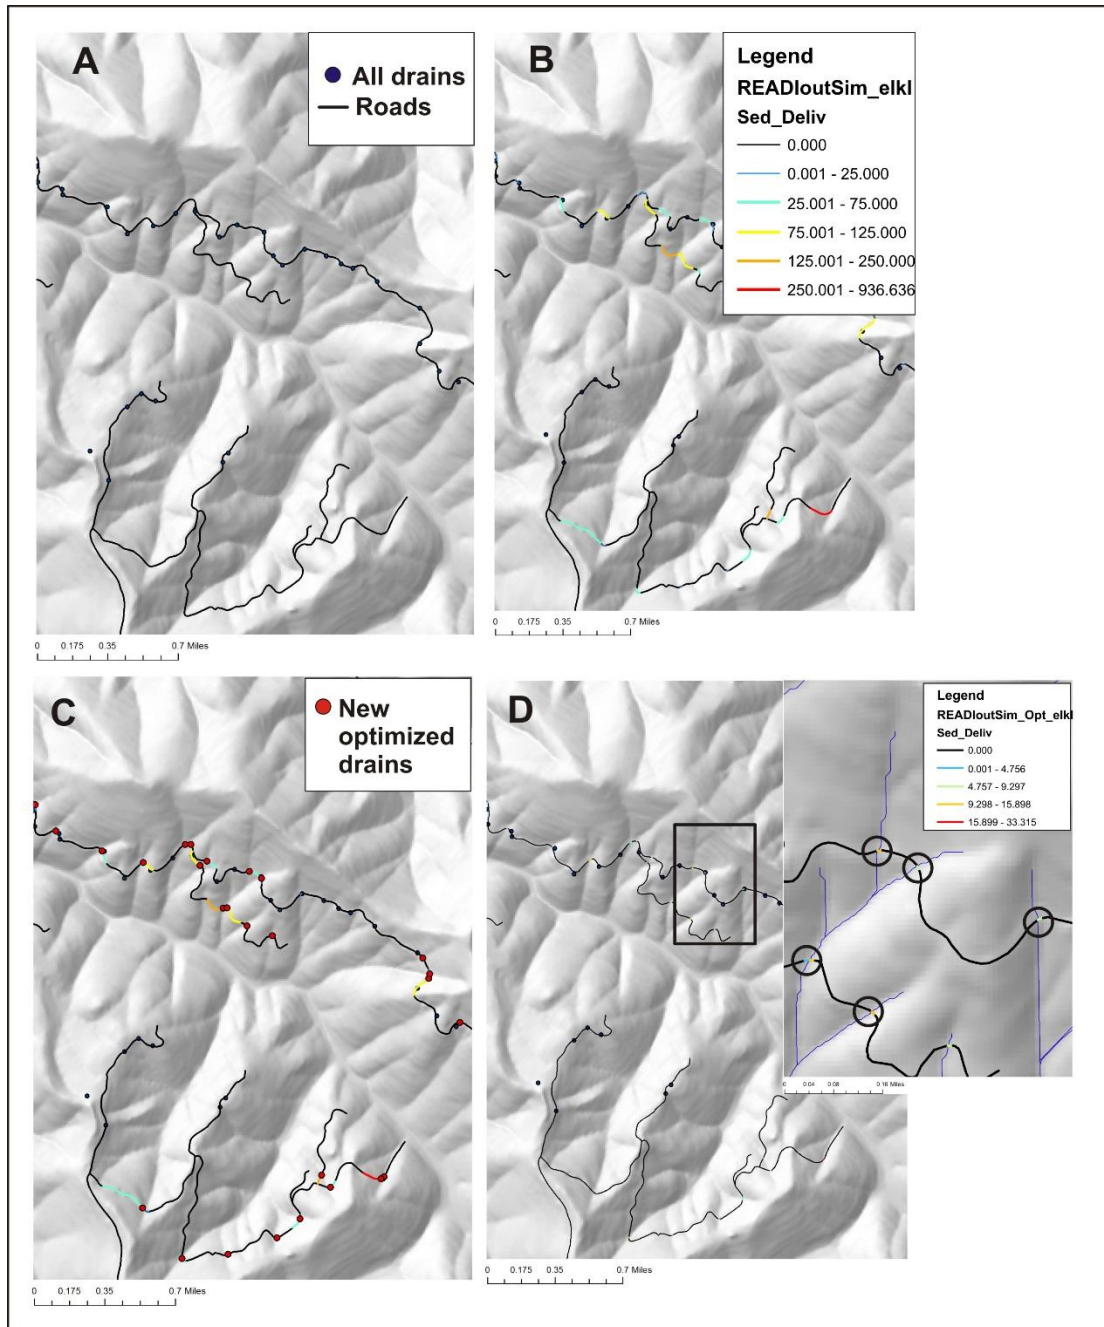 A
All drains
Roads
0 0.175 0.35 0.7 Miles
B
Legend
READIoutSim_elkl
Sed_Deliv
0.000
0.001 - 25.000
25.001 - 75.000
75.001 - 125.000
125.001 - 250.000
250.001 - 936.636
0 0.175 0.35 0.7 Miles
C
New
optimized
drains
0 0.175 0.35 0.7 Miles
D
Legend
READIoutSim_Opt_elkl
Sed_Deliv
0.000
0.001 - 4.756
4.757 - 9.297
9.298 - 15.898
15.899 - 33.315
0 0.04 0.08 0.16 Miles
0 0.175 0.35 0.7 Miles